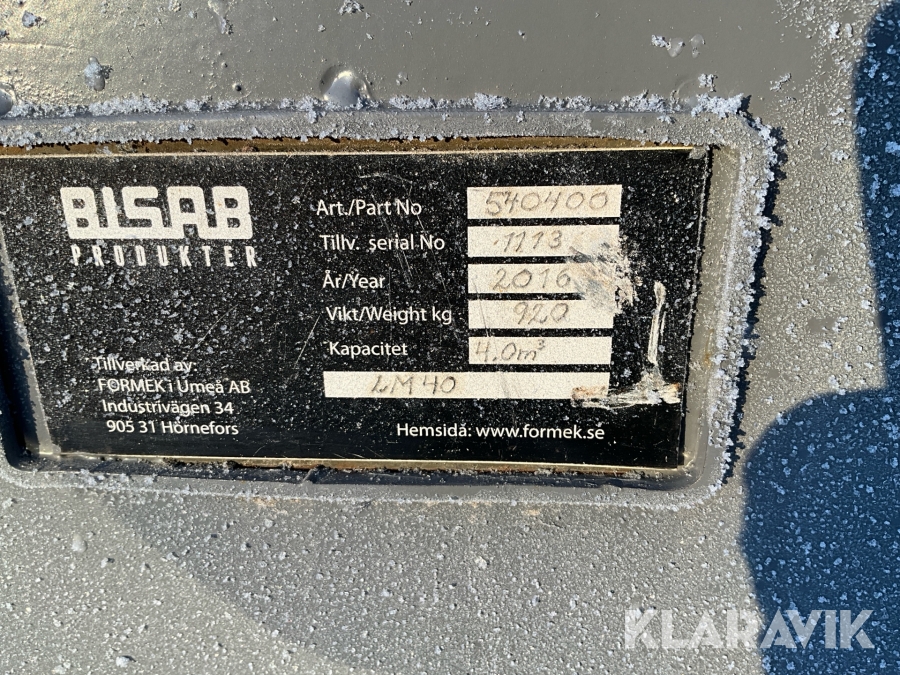 BISAB
PRODUKTER
Art./Part No 540400
Tillv. serial No 1113
År/Year 2016
Vikt/Weight kg 920
Kapacitet 4.0m³
LM40
Tillverkad av:
FORMEK i Umeå AB
Industrivägen 34
905 31 Hörnefors
Hemsida: www.formek.se
KLARAVIK